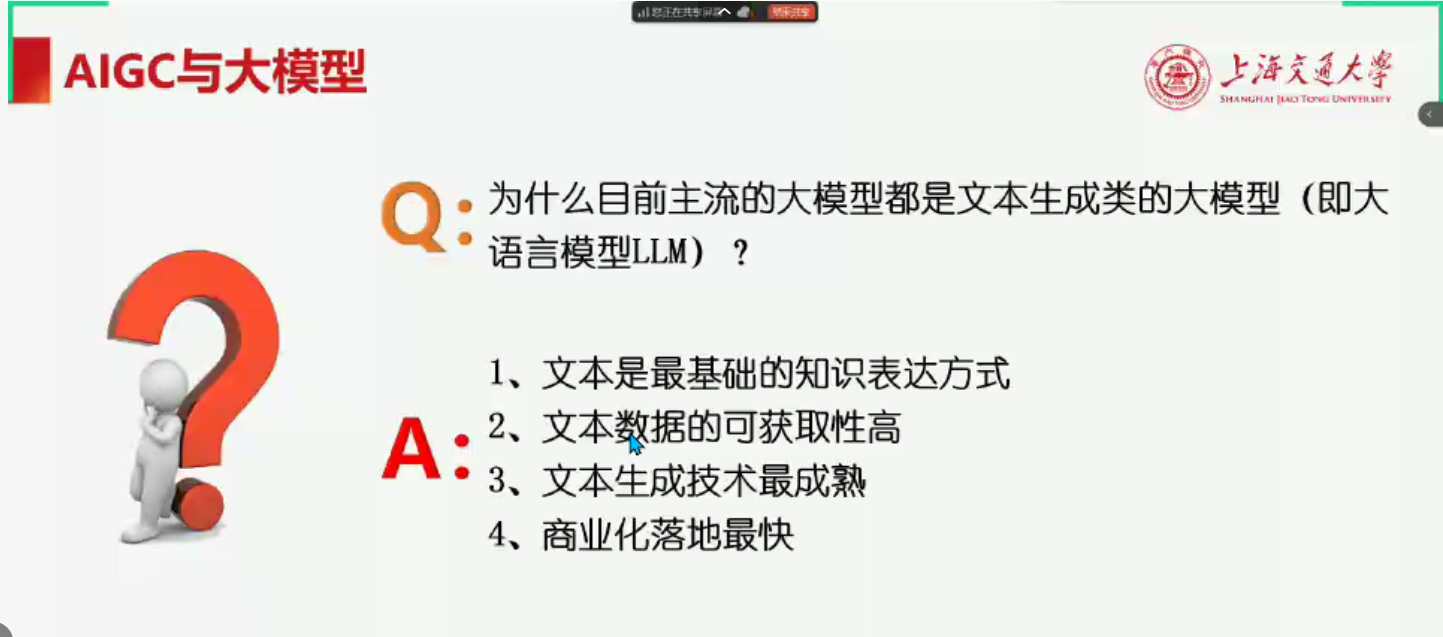 您正在共享屏幕
结束共享
AIGC与大模型
上海交通大学
SHANGHAI JIAO TONG UNIVERSITY
Q：
为什么目前主流的大模型都是文本生成类的大模型（即大
语言模型LLM）？
A：
1、文本是最基础的知识表达方式
2、文本数据的可获取性高
3、文本生成技术最成熟
4、商业化落地最快